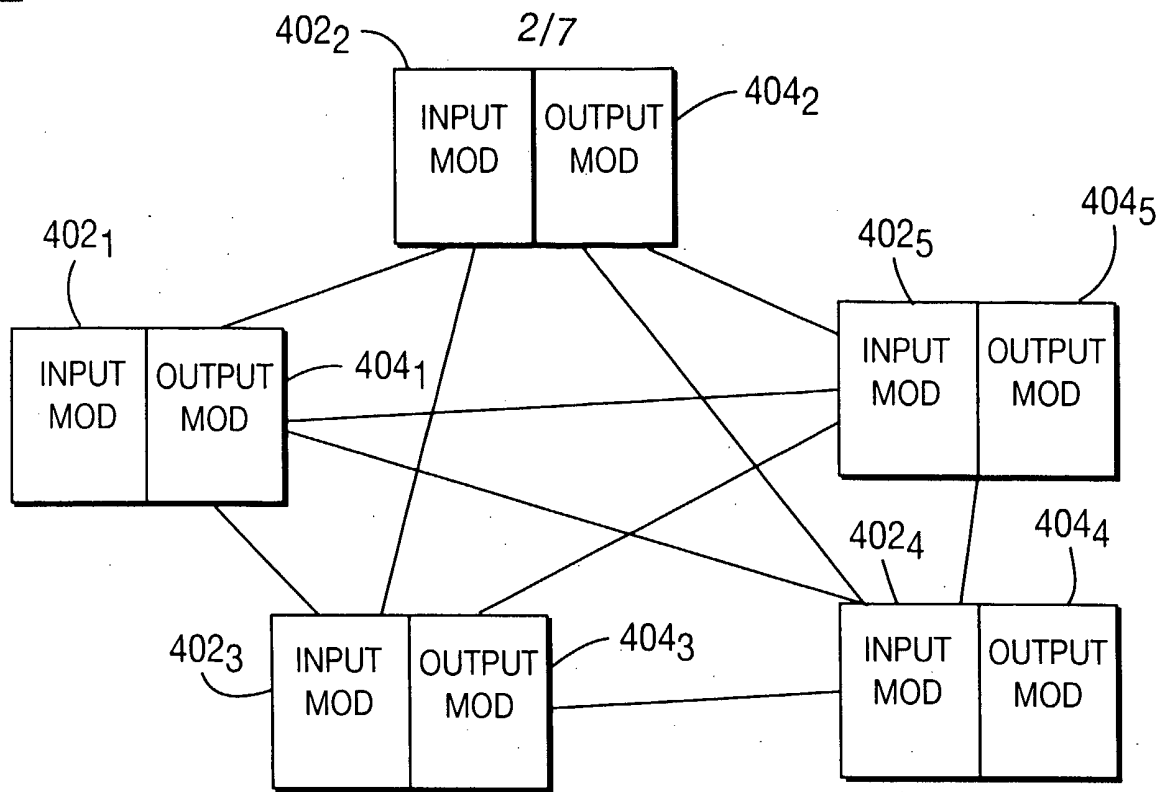 2/7
402₂
INPUT MOD
OUTPUT MOD
404₂
402₁
INPUT MOD
OUTPUT MOD
404₁
402₅
404₅
INPUT MOD
OUTPUT MOD
402₃
INPUT MOD
OUTPUT MOD
404₃
402₄
404₄
INPUT MOD
OUTPUT MOD